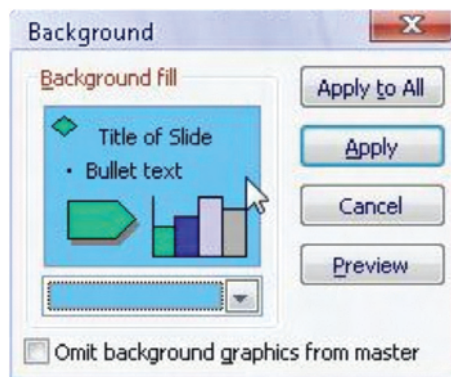 Background
Background fill
Title of Slide
• Bullet text
Apply to All
Apply
Cancel
Preview
Omit background graphics from master